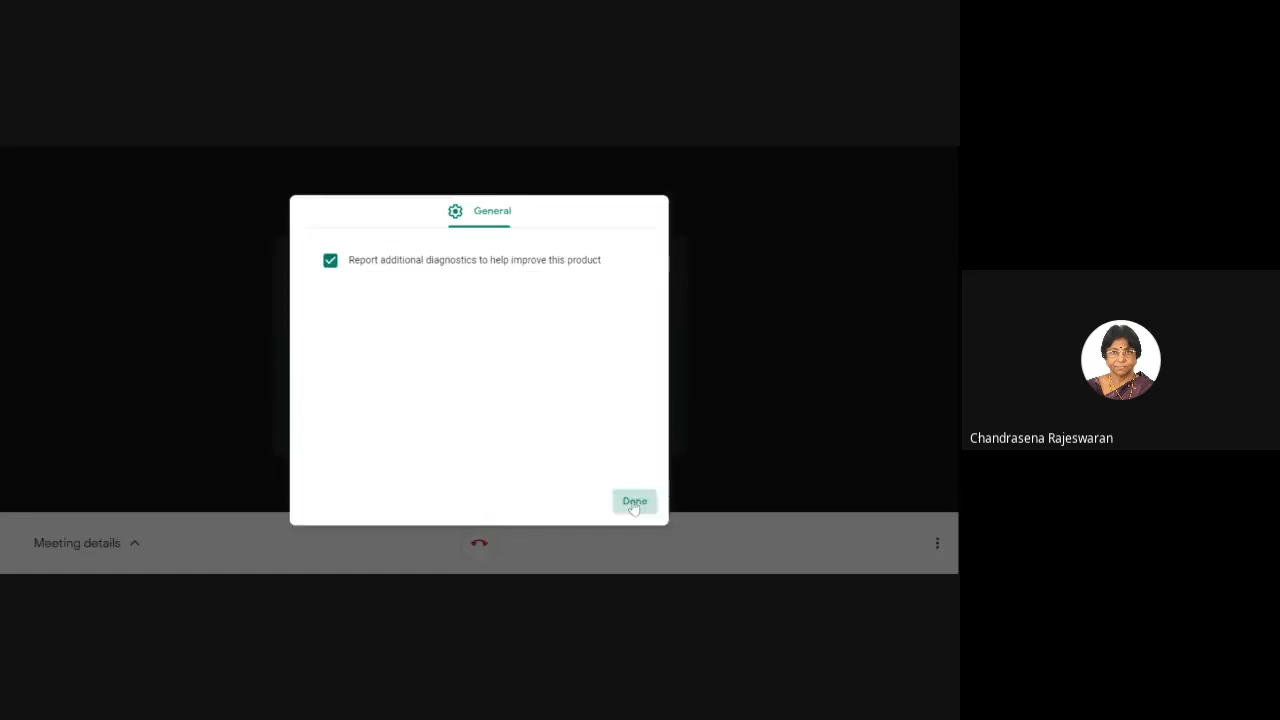 General
Report additional diagnostics to help improve this product
Done
Meeting details
Chandrasena Rajeswaran